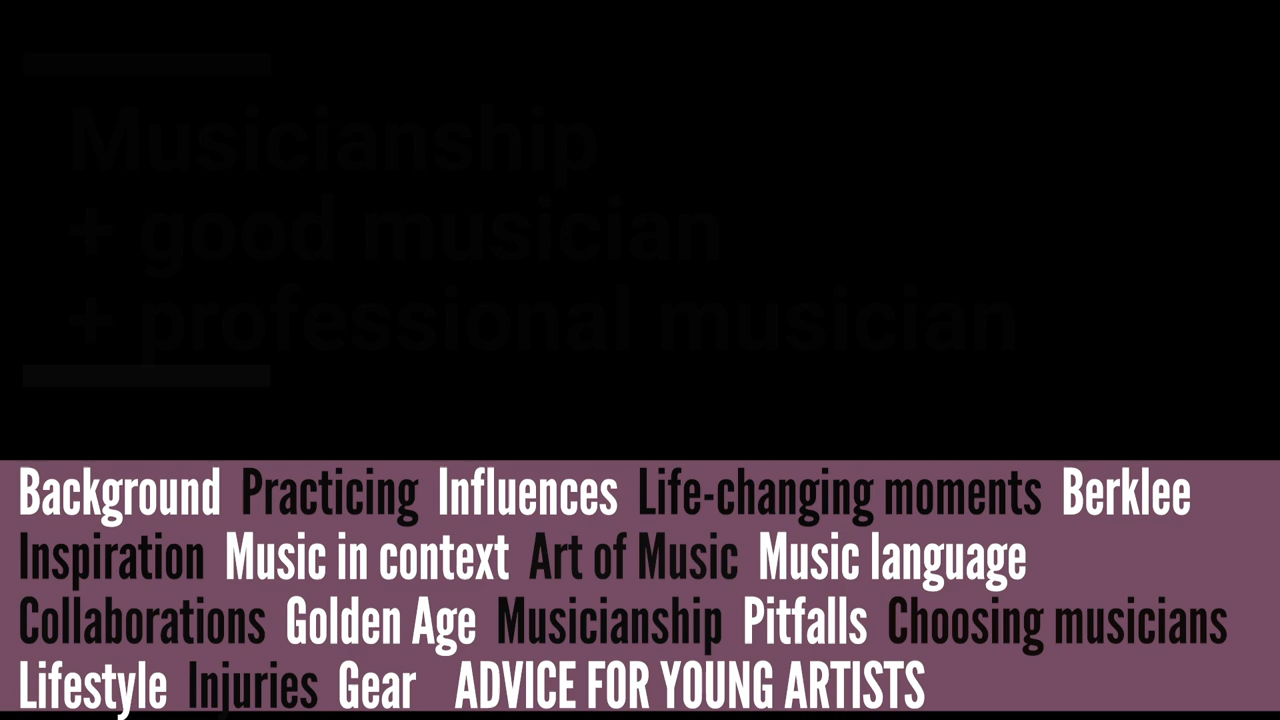 Musicianship
+ good musician
+ professional musician
Background Practicing Influences Life-changing moments Berklee
Inspiration Music in context Art of Music Music language
Collaborations Golden Age Musicianship Pitfalls Choosing musicians
Lifestyle Injuries Gear ADVICE FOR YOUNG ARTISTS